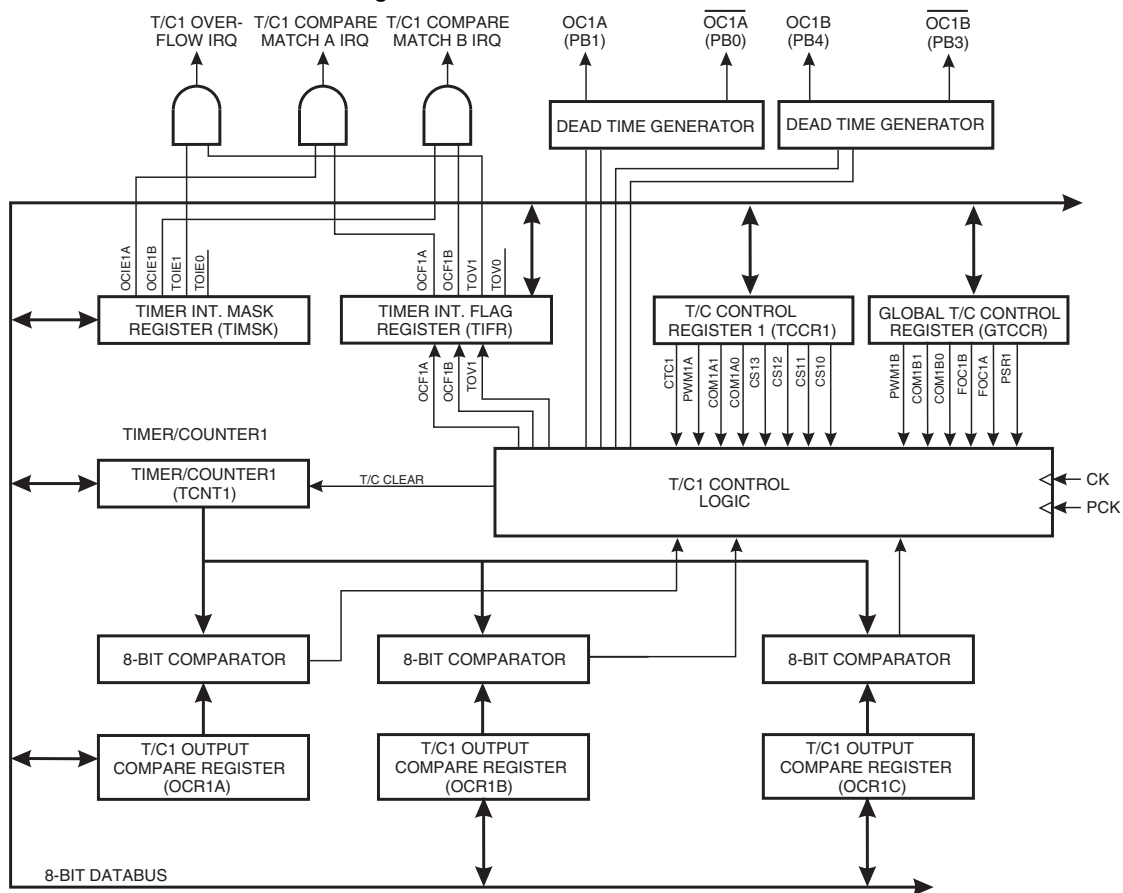 T/C1 OVER-
FLOW IRQ
T/C1 COMPARE
MATCH A IRQ
T/C1 COMPARE
MATCH B IRQ
OC1A
(PB1)
OC1A
(PB0)
OC1B
(PB4)
OC1B
(PB3)
DEAD TIME GENERATOR
DEAD TIME GENERATOR
OCIE1A
OCIE1B
TOIE1
TOIE0
OCF1A
OCF1B
TOV1
TOV0
TIMER INT. MASK
REGISTER (TIMSK)
TIMER INT. FLAG
REGISTER (TIFR)
T/C CONTROL
REGISTER 1 (TCCR1)
GLOBAL T/C CONTROL
REGISTER (GTCCR)
OCF1A
OCF1B
TOV1
CTC1
PWM1A
COM1A1
COM1A0
CS13
CS12
CS11
CS10
PWM1B
COM1B1
COM1B0
FOC1B
FOC1A
PSR1
TIMER/COUNTER1
TIMER/COUNTER1
(TCNT1)
T/C CLEAR
T/C1 CONTROL
LOGIC
CK
PCK
8-BIT COMPARATOR
8-BIT COMPARATOR
8-BIT COMPARATOR
T/C1 OUTPUT
COMPARE REGISTER
(OCR1A)
T/C1 OUTPUT
COMPARE REGISTER
(OCR1B)
T/C1 OUTPUT
COMPARE REGISTER
(OCR1C)
8-BIT DATABUS